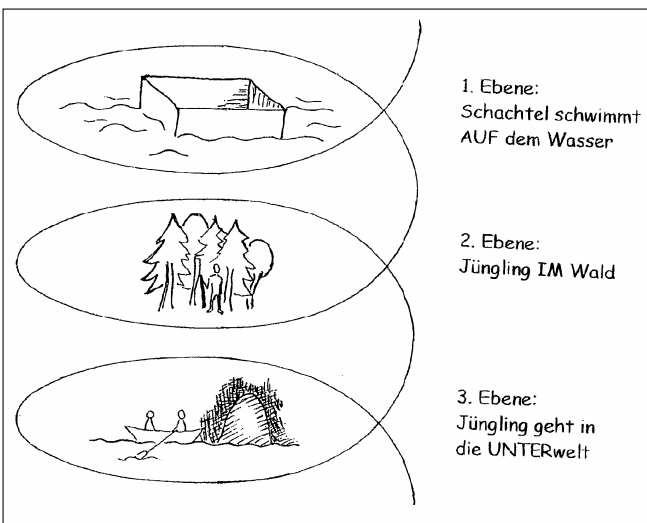 1. Ebene:
Schachtel schwimmt
AUF dem Wasser
2. Ebene:
Jüngling IM Wald
3. Ebene:
Jüngling geht in
die UNTERwelt